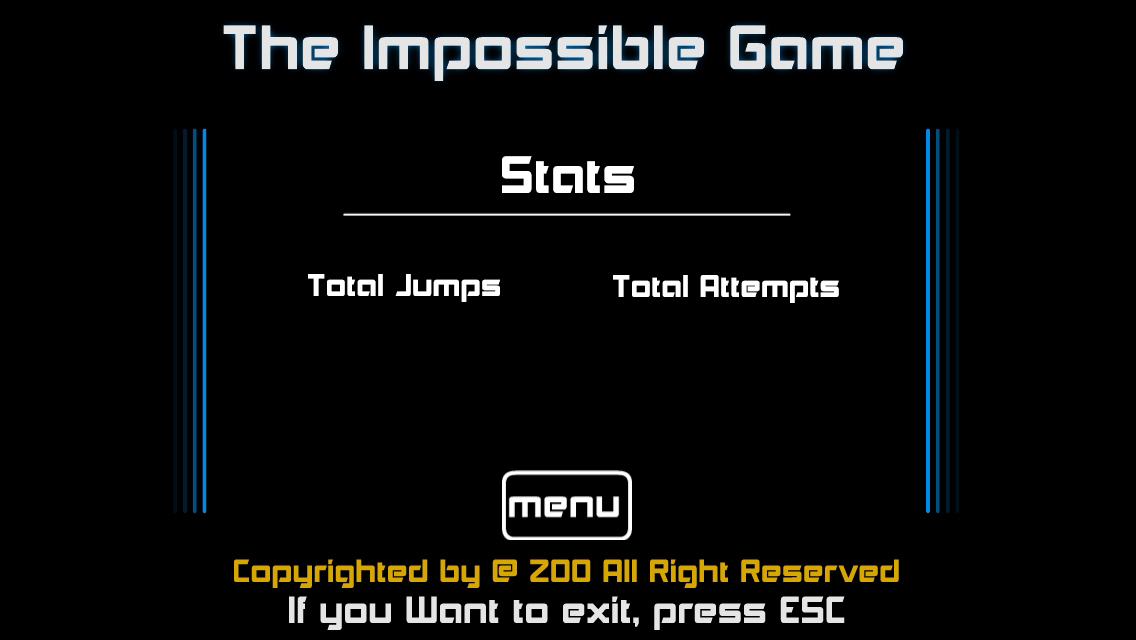 The Impossible Game
Stats
Total Jumps
Total Attempts
menu
Copyrighted by @ ZOO All Right Reserved
If you Want to exit, press ESC